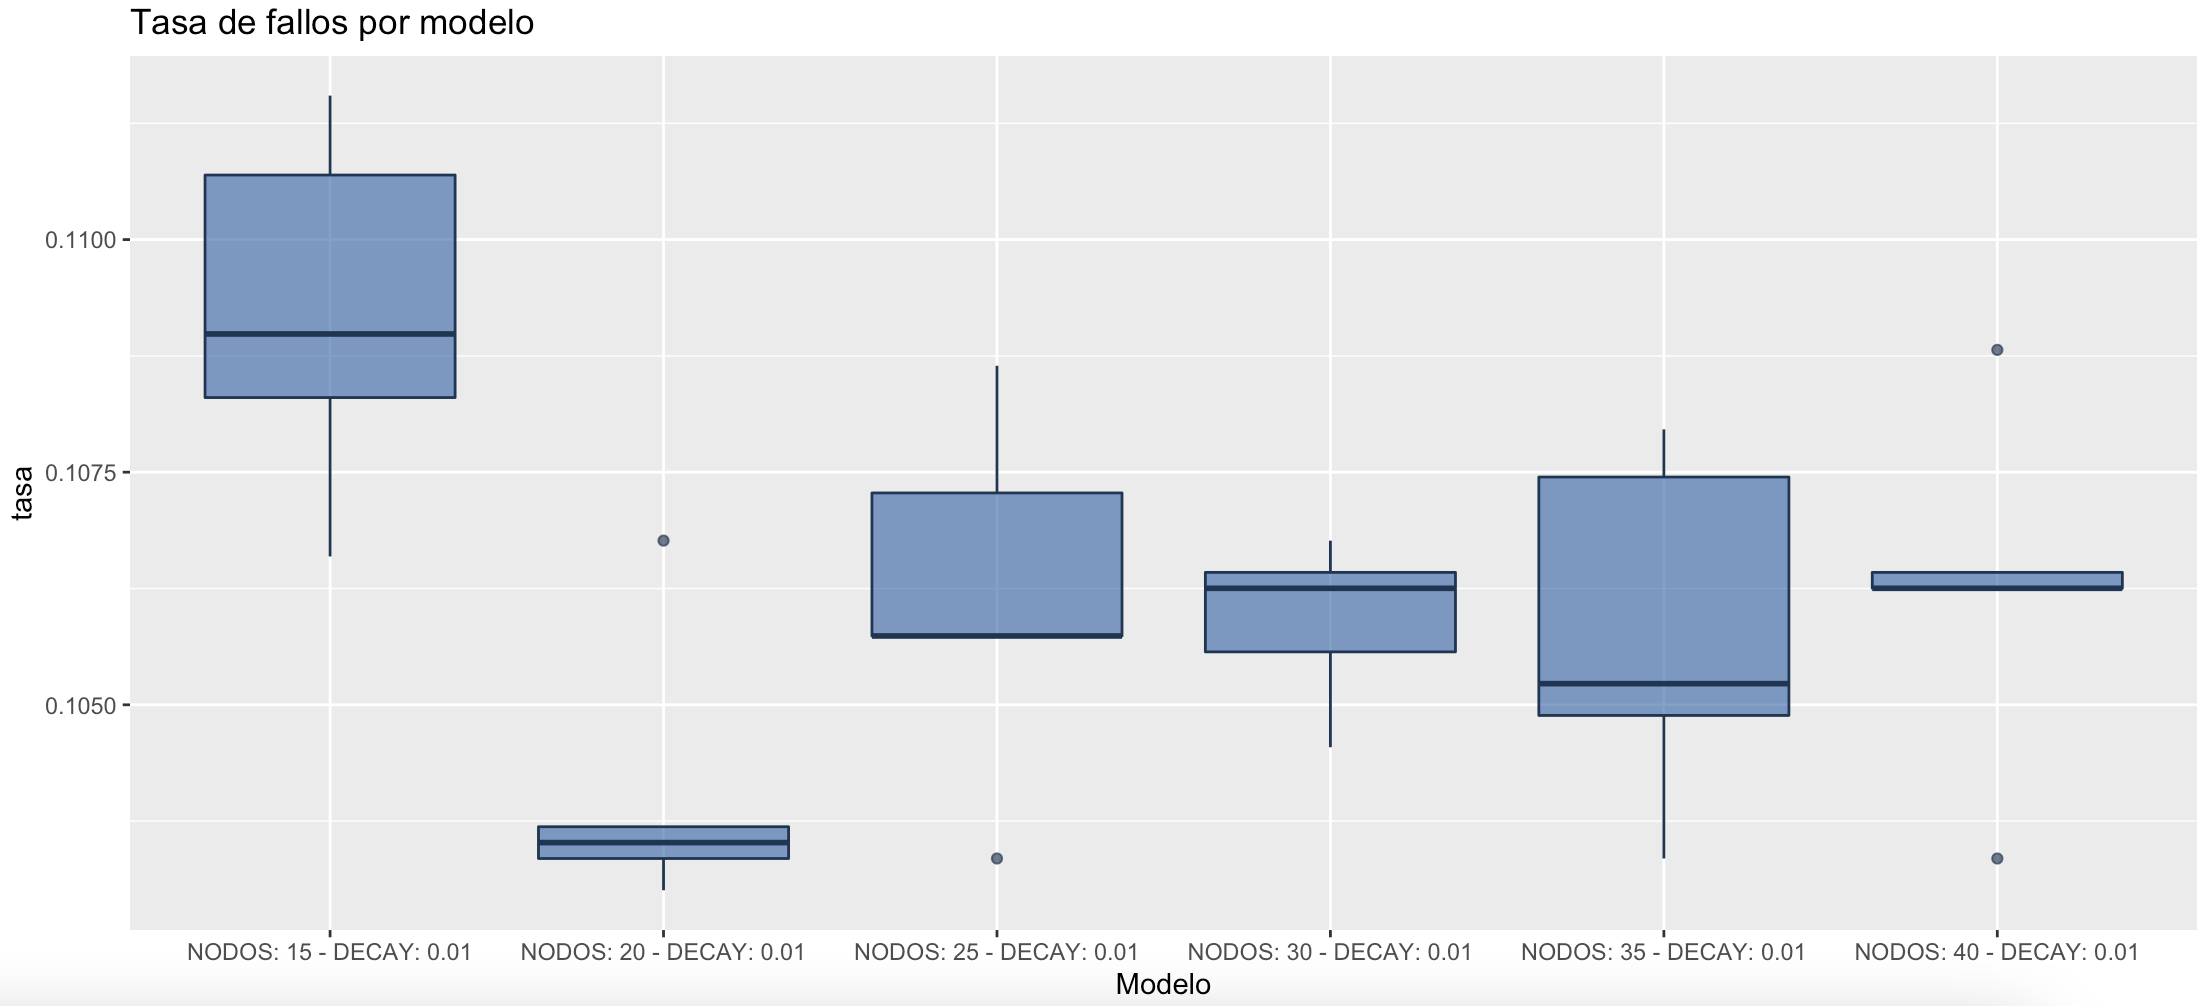 Tasa de fallos por modelo
tasa
0.1100
0.1075
0.1050
NODOS: 15 - DECAY: 0.01
NODOS: 20 - DECAY: 0.01
NODOS: 25 - DECAY: 0.01
NODOS: 30 - DECAY: 0.01
NODOS: 35 - DECAY: 0.01
NODOS: 40 - DECAY: 0.01
Modelo